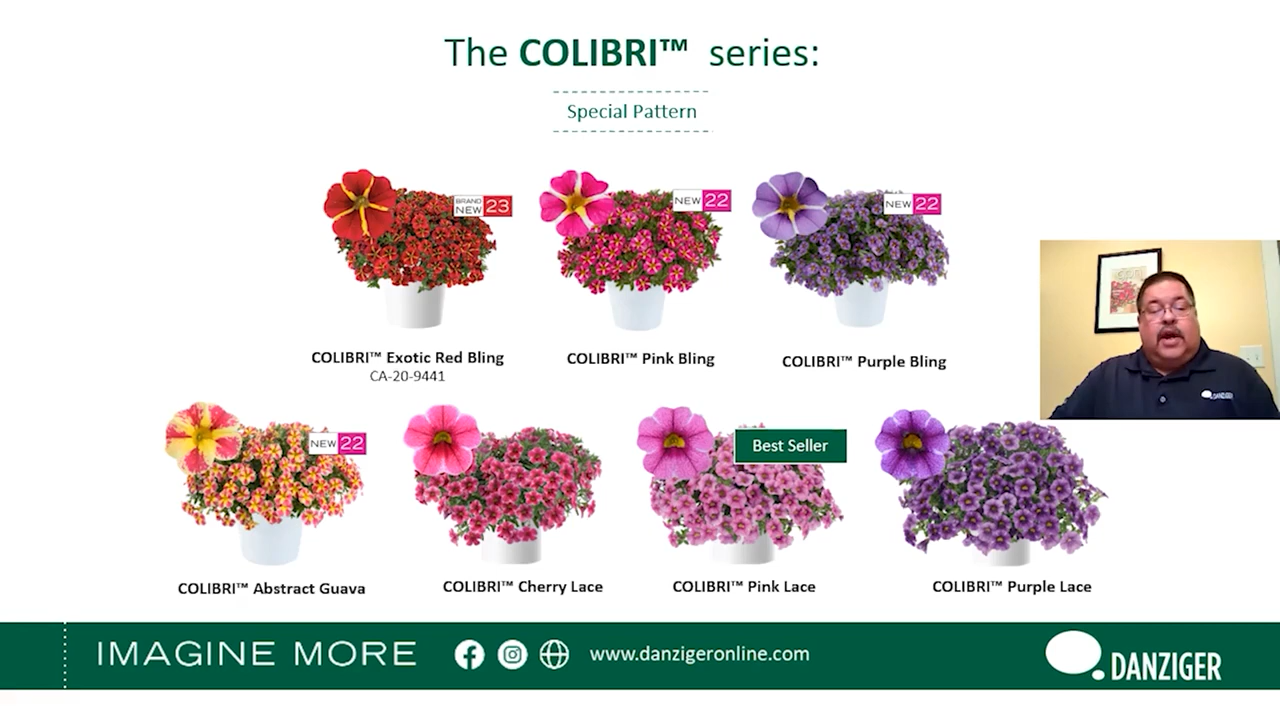 The COLIBRI™ series:
Special Pattern
BRAND NEW 23
NEW 22
NEW 22
COLIBRI™ Exotic Red Bling
CA-20-9441
COLIBRI™ Pink Bling
COLIBRI™ Purple Bling
DANZIGER
NEW 22
Best Seller
COLIBRI™ Abstract Guava
COLIBRI™ Cherry Lace
COLIBRI™ Pink Lace
COLIBRI™ Purple Lace
IMAGINE MORE
www.danzigeronline.com
DANZIGER